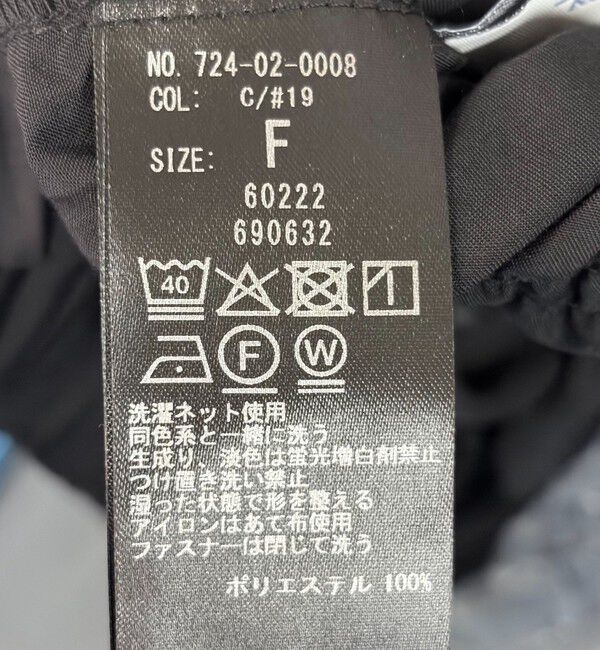 NO. 724-02-0008
COL: C/#19
SIZE: F
60222
690632
40
F W
洗濯ネット使用
同色系と一緒に洗う
生成り、淡色は蛍光増白剤禁止
つけ置き洗い禁止
湿った状態で形を整える
アイロンはあて布使用
ファスナーは閉じて洗う
ポリエステル 100%